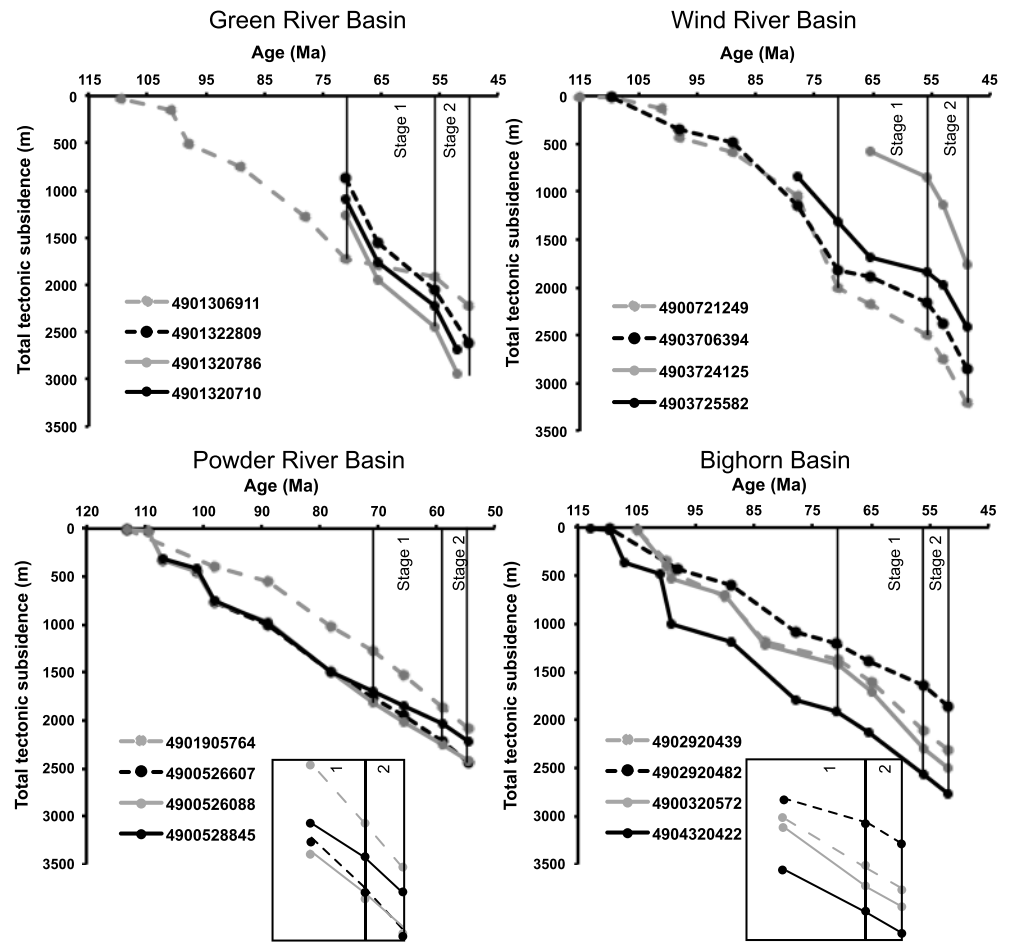 Green River Basin
Age (Ma)
115 105 95 85 75 65 55 45
Total tectonic subsidence (m)
0
500
1000
1500
2000
2500
3000
3500
Stage 1
Stage 2
4901306911
4901322809
4901320786
4901320710
Wind River Basin
Age (Ma)
115 105 95 85 75 65 55 45
Total tectonic subsidence (m)
0
500
1000
1500
2000
2500
3000
3500
Stage 1
Stage 2
4900721249
4903706394
4903724125
4903725582
Powder River Basin
Age (Ma)
120 110 100 90 80 70 60 50
Total tectonic subsidence (m)
0
500
1000
1500
2000
2500
3000
3500
Stage 1
Stage 2
4901905764
4900526607
4900526088
4900528845
1 2
Bighorn Basin
Age (Ma)
115 105 95 85 75 65 55 45
Total tectonic subsidence (m)
0
500
1000
1500
2000
2500
3000
3500
Stage 1
Stage 2
4902920439
4902920482
4900320572
4904320422
1 2